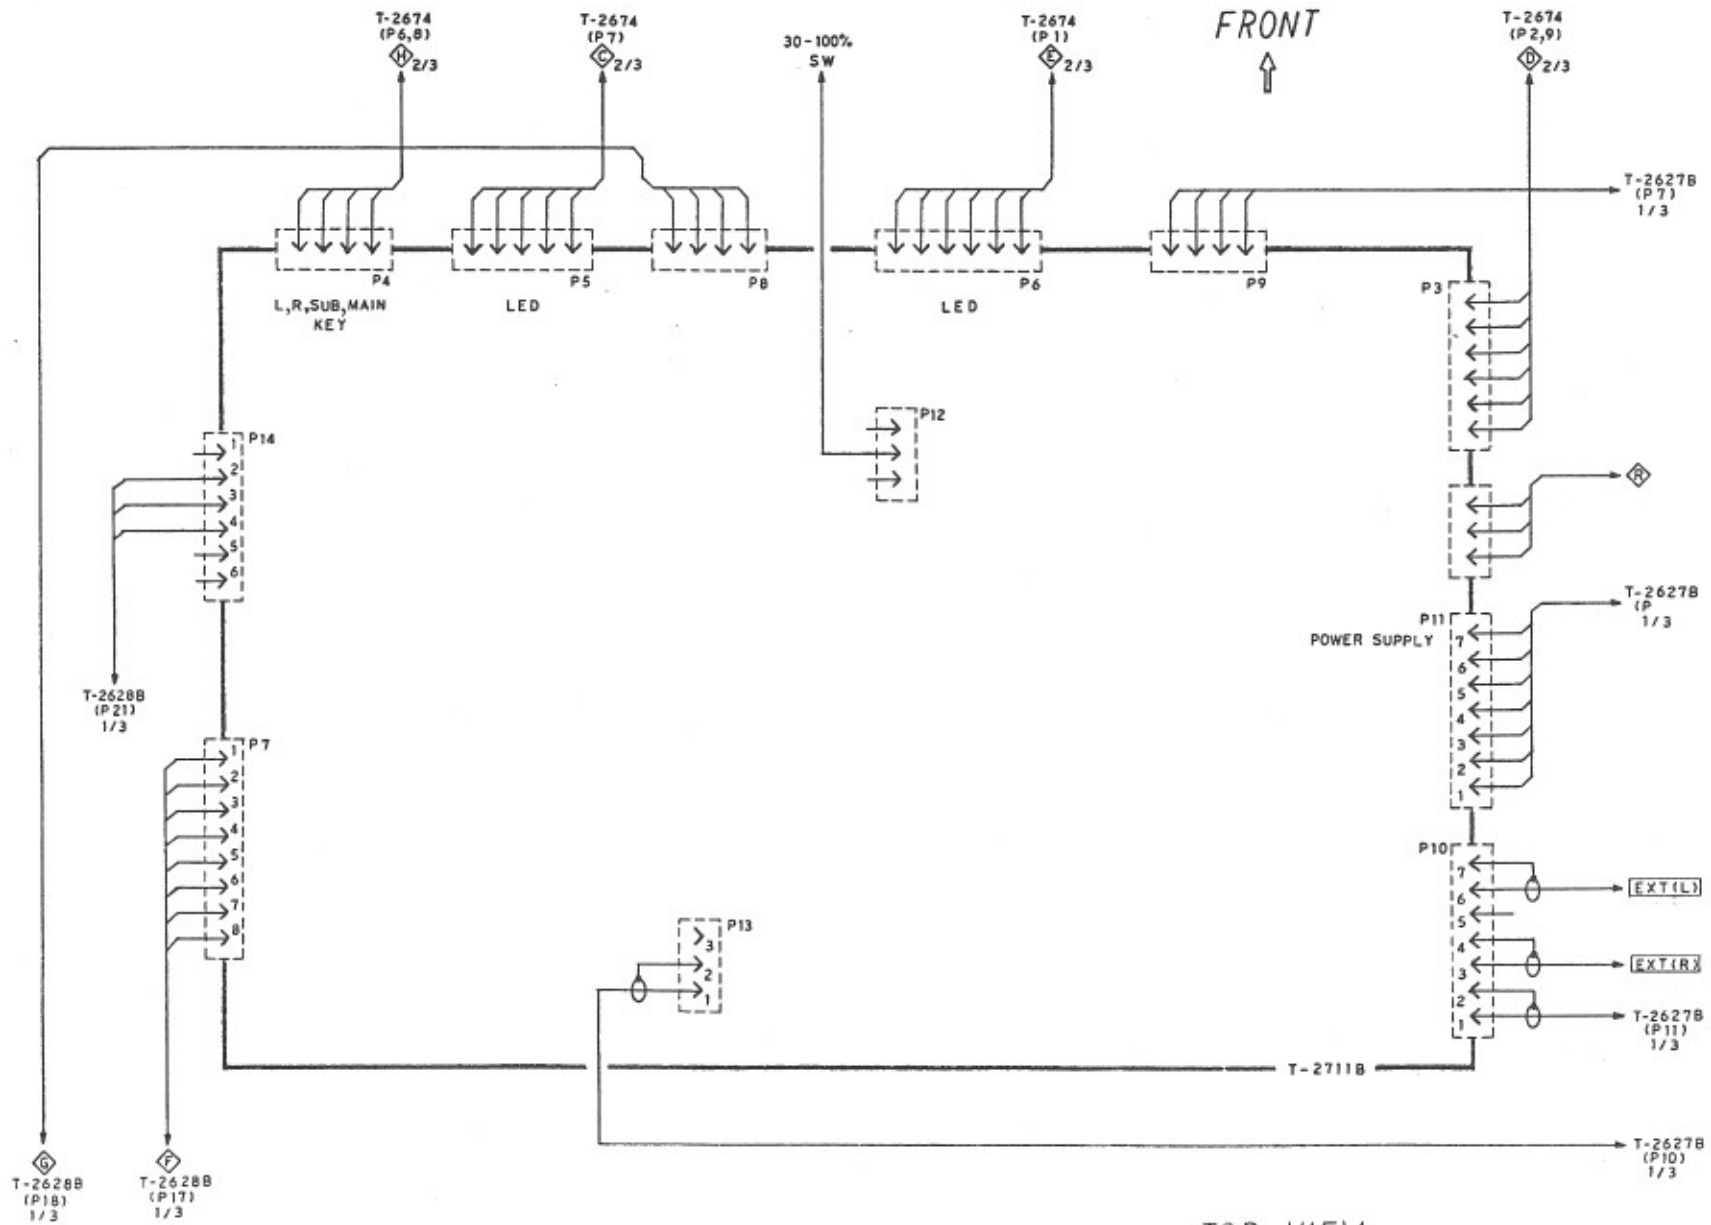 T-2674
(P6,8)
H 2/3
T-2674
(P7)
C 2/3
30-100%
SW
T-2674
(P1)
E 2/3
FRONT
T-2674
(P2,9)
D 2/3
T-2627B
(P7)
1/3
P4
P5
P8
P6
P9
P3
L,R,SUB,MAIN
KEY
LED
LED
P12
P14
1
2
3
4
5
6
R
T-2627B
(P
1/3
P11
POWER SUPPLY
7
6
5
4
3
2
1
T-2628B
(P21)
1/3
P7
1
2
3
4
5
6
7
8
P10
7
6
5
4
3
2
1
EXT(L)
EXT(R)
T-2627B
(P11)
1/3
P13
3
2
1
T-2711B
T-2627B
(P10)
1/3
G
T-2628B
(P18)
1/3
F
T-2628B
(P17)
1/3